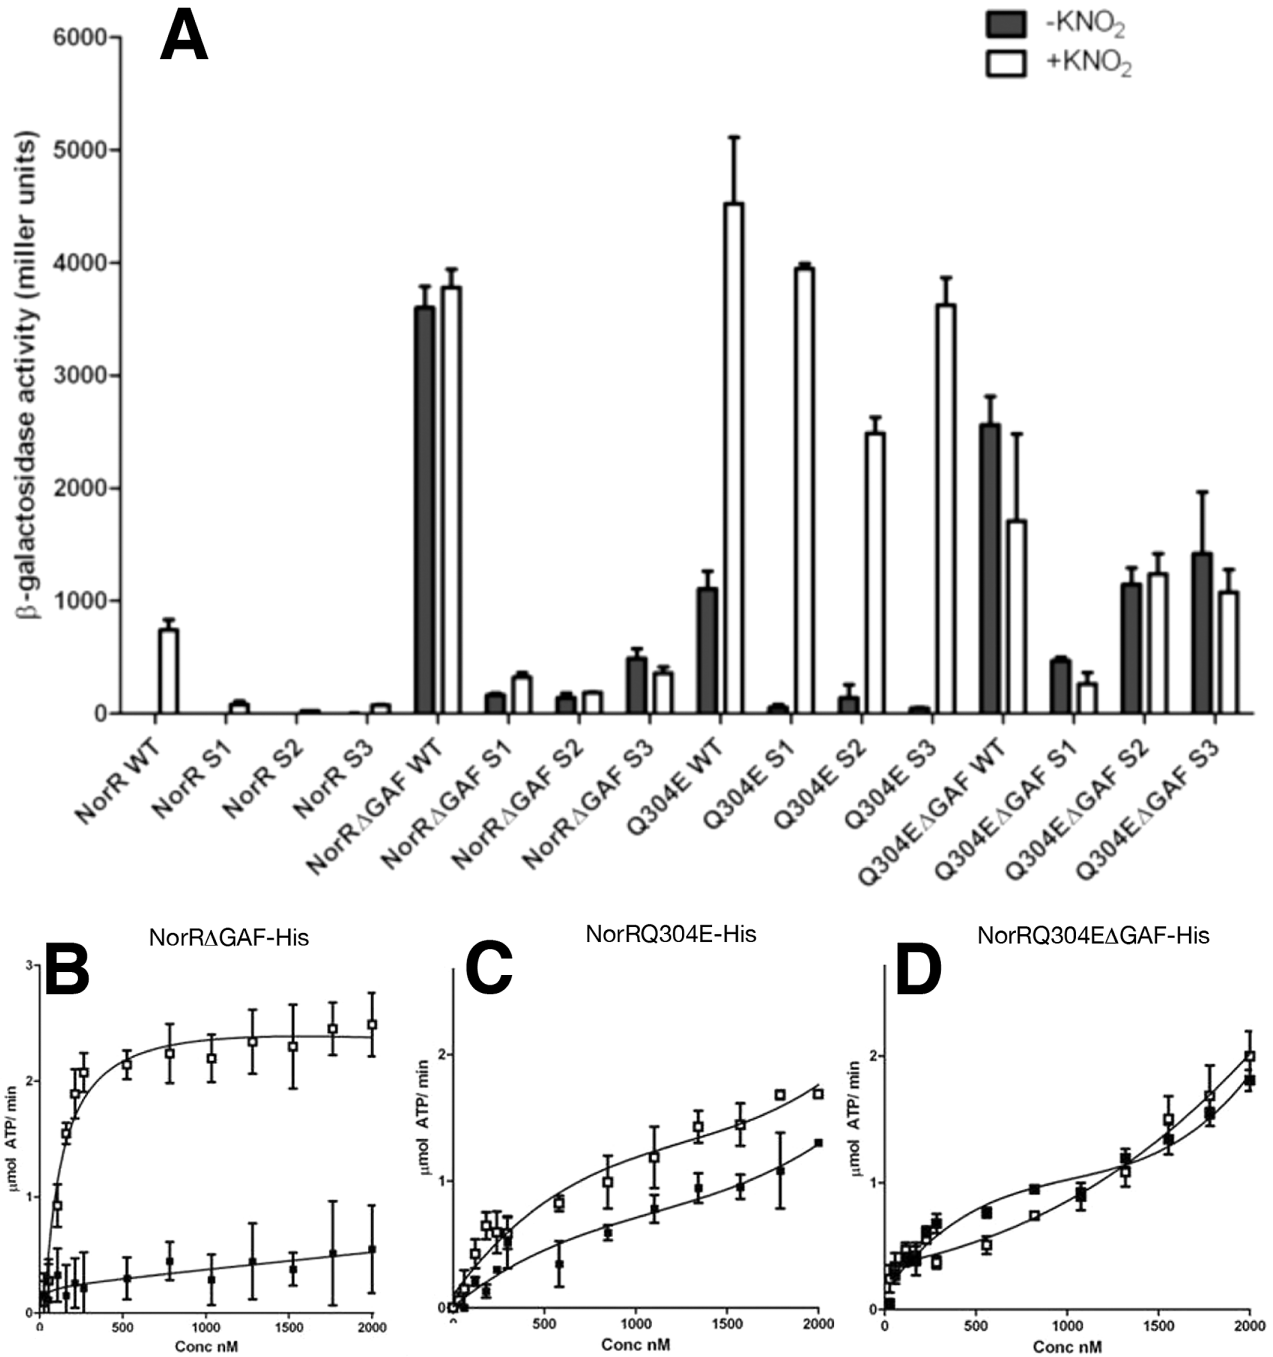 A
-KNO₂
+KNO₂
β-galactosidase activity (miller units)
6000
5000
4000
3000
2000
1000
0
NorR WT
NorR S1
NorR S2
NorR S3
NorRΔGAF WT
NorRΔGAF S1
NorRΔGAF S2
NorRΔGAF S3
Q304E WT
Q304E S1
Q304E S2
Q304E S3
Q304EΔGAF WT
Q304EΔGAF S1
Q304EΔGAF S2
Q304EΔGAF S3
B
NorRΔGAF-His
μmol ATP/ min
3
2
1
0
0 500 1000 1500 2000
Conc nM
C
NorRQ304E-His
μmol ATP/ min
2
1
0
500 1000 1500 2000
Conc nM
D
NorRQ304EΔGAF-His
μmol ATP/ min
2
1
0
0 500 1000 1500 2000
Conc nM